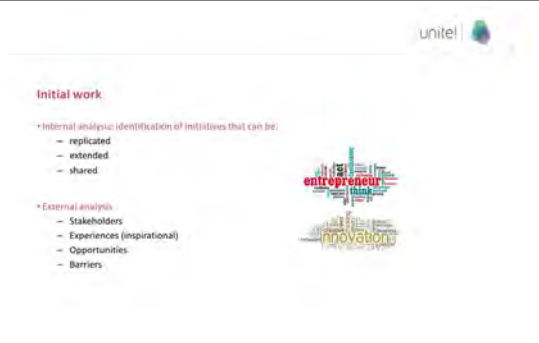 unitel
Initial work
• Internal analysis: identification of initiatives that can be:
– replicated
– extended
– shared
• External analysis
– Stakeholders
– Experiences (inspirational)
– Opportunities
– Barriers
act
entrepreneur
think
innovation